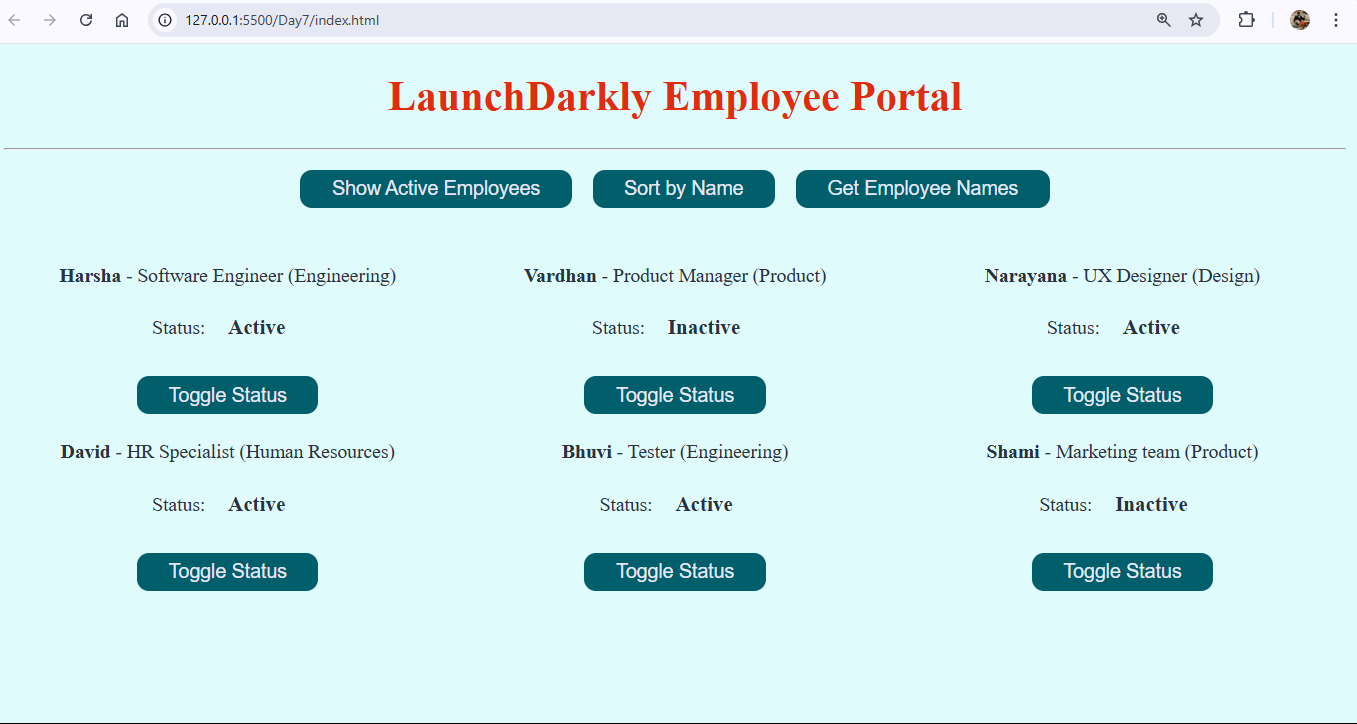 127.0.0.1:5500/Day7/index.html
LaunchDarkly Employee Portal
Show Active Employees Sort by Name Get Employee Names
Harsha - Software Engineer (Engineering) Vardhan - Product Manager (Product) Narayana - UX Designer (Design)
Status: Active Status: Inactive Status: Active
Toggle Status Toggle Status Toggle Status
David - HR Specialist (Human Resources) Bhuvi - Tester (Engineering) Shami - Marketing team (Product)
Status: Active Status: Active Status: Inactive
Toggle Status Toggle Status Toggle Status